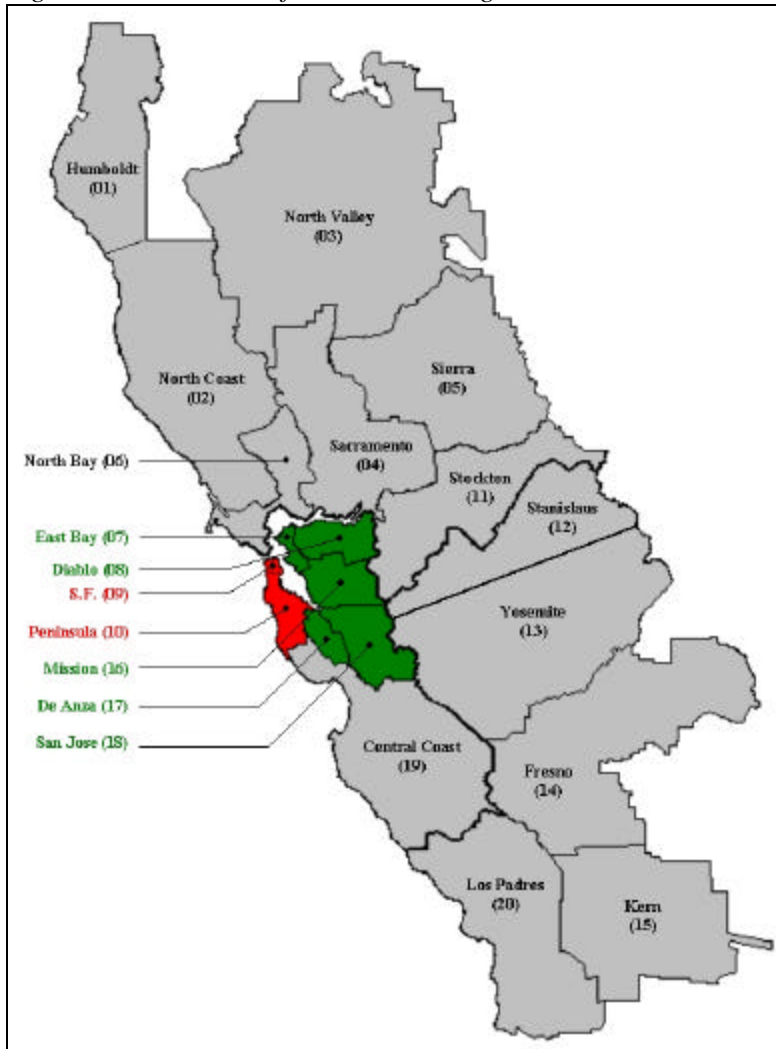 Humboldt
(01)
North Valley
(03)
North Coast
(02)
Sierra
(05)
Sacramento
(04)
North Bay (06)
Stockton
(11)
Stanislaus
(12)
East Bay (07)
Diablo (08)
S.F. (09)
Yosemite
(13)
Peninsula (10)
Mission (16)
De Anza (17)
San Jose (18)
Central Coast
(19)
Fresno
(14)
Los Padres
(20)
Kern
(15)